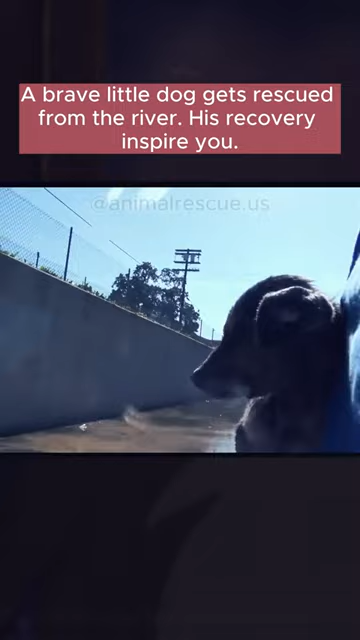 A brave little dog gets rescued
from the river. His recovery
inspire you.
@animalrescue.us